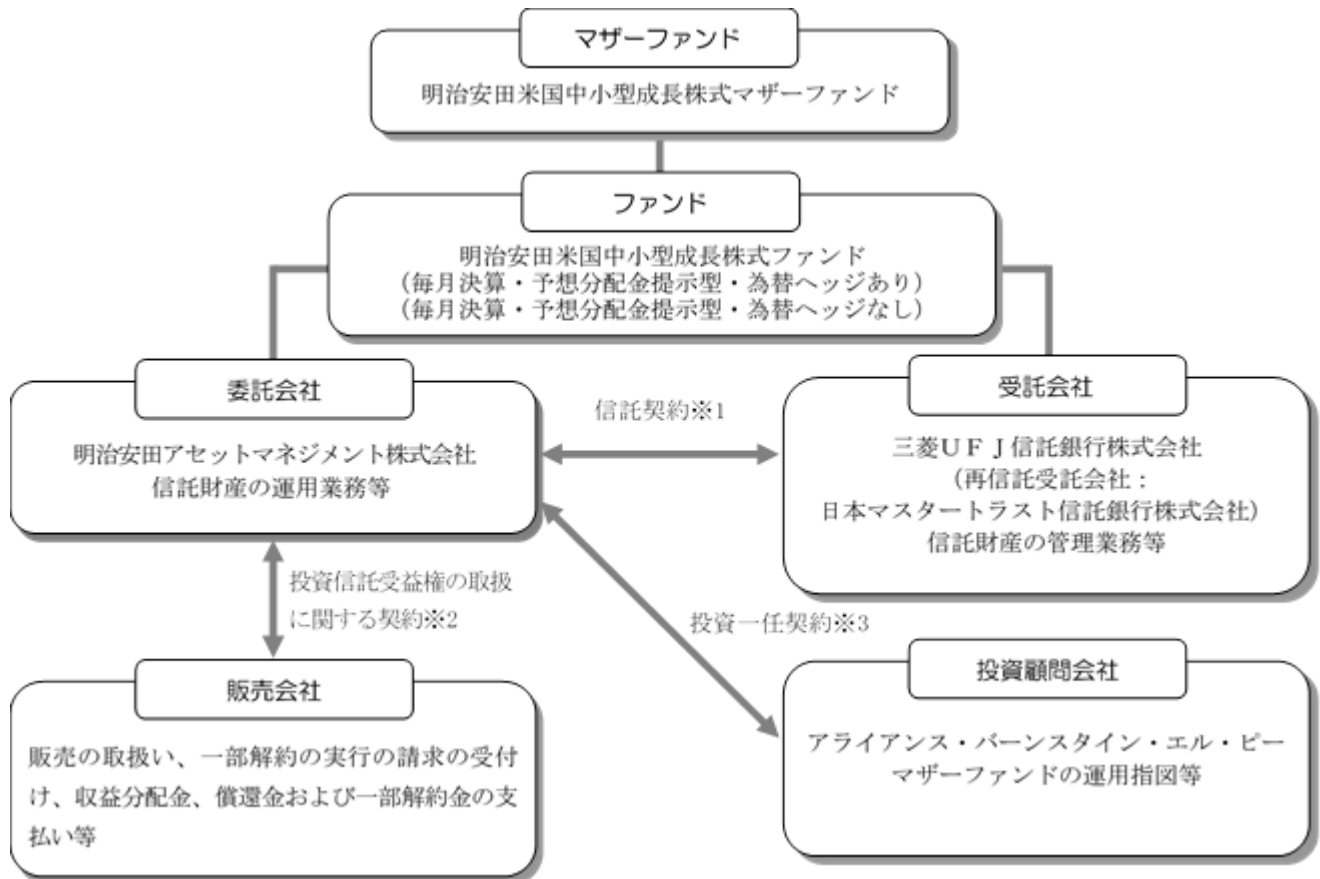 マザーファンド
明治安田米国中小型成長株式マザーファンド
ファンド
明治安田米国中小型成長株式ファンド
（毎月決算・予想分配金提示型・為替ヘッジあり）
（毎月決算・予想分配金提示型・為替ヘッジなし）
委託会社
明治安田アセットマネジメント株式会社
信託財産の運用業務等
信託契約※1
受託会社
三菱ＵＦＪ信託銀行株式会社
（再信託受託会社：
日本マスタートラスト信託銀行株式会社）
信託財産の管理業務等
投資信託受益権の取扱
に関する契約※2
投資一任契約※3
販売会社
販売の取扱い、一部解約の実行の請求の受付
け、収益分配金、償還金および一部解約金の支
払い等
投資顧問会社
アライアンス・バーンスタイン・エル・ピー
マザーファンドの運用指図等